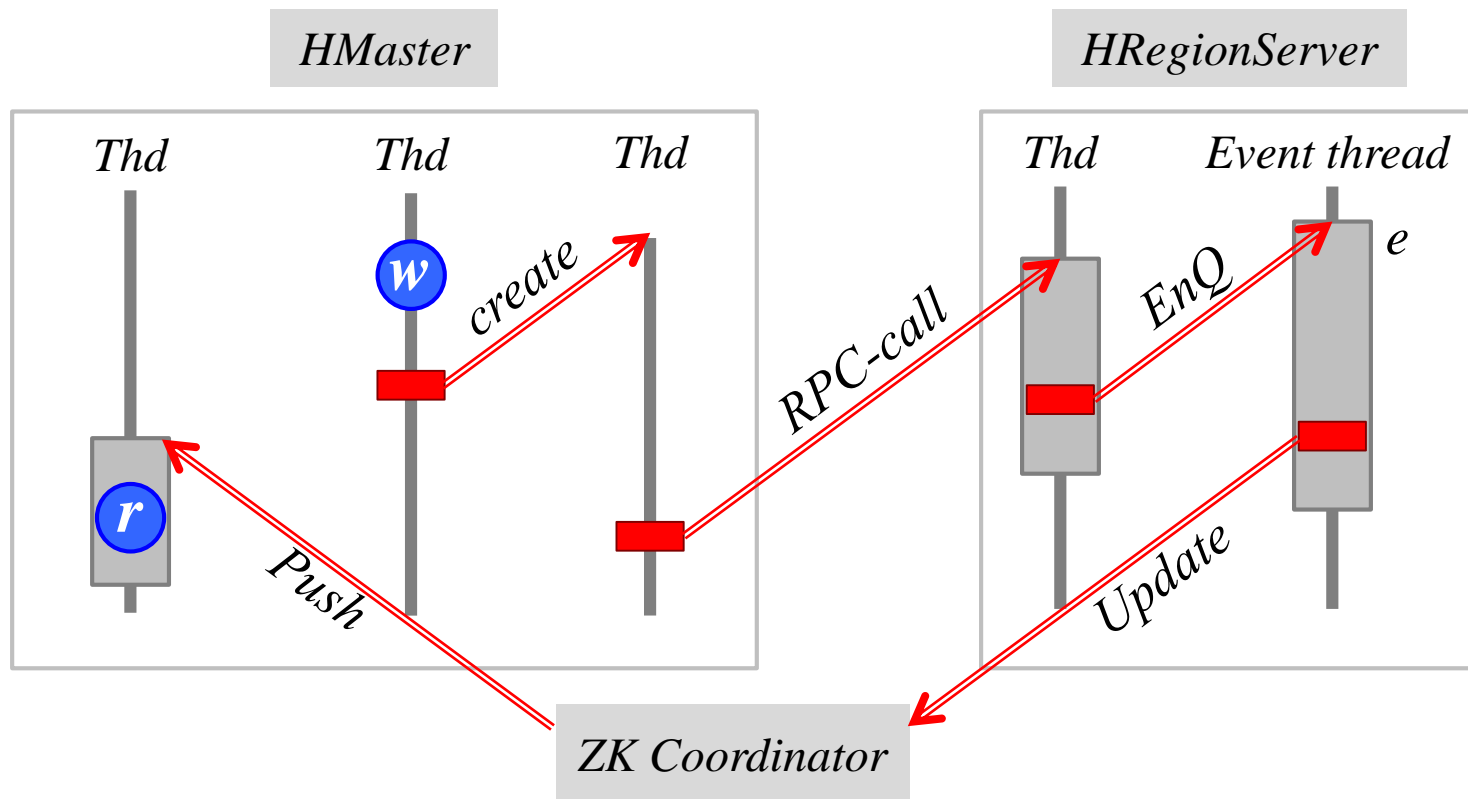 HMaster
HRegionServer
Thd
Thd
Thd
Thd
Event thread
w
create
e
EnQ
RPC-call
r
Push
Update
ZK Coordinator